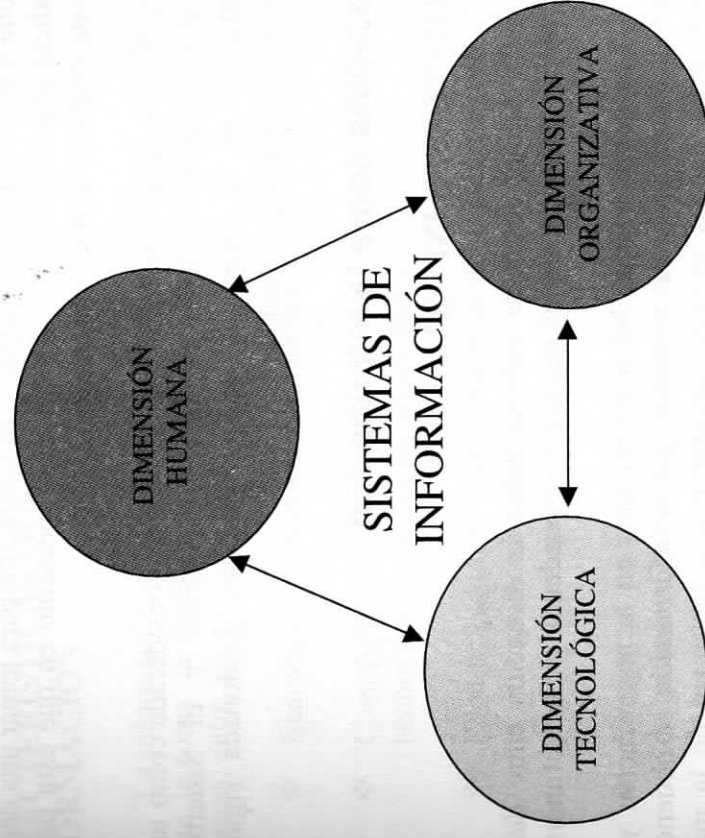 DIMENSIÓN
HUMANA
SISTEMAS DE
INFORMACIÓN
DIMENSIÓN
TECNOLÓGICA
DIMENSIÓN
ORGANIZATIVA